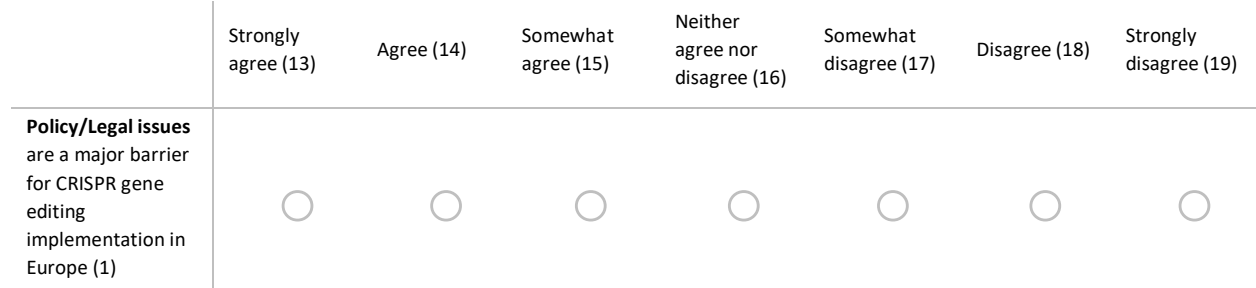 Strongly
agree (13)
Agree (14)
Somewhat
agree (15)
Neither
agree nor
disagree (16)
Somewhat
disagree (17)
Disagree (18)
Strongly
disagree (19)
Policy/Legal issues
are a major barrier
for CRISPR gene
editing
implementation in
Europe (1)